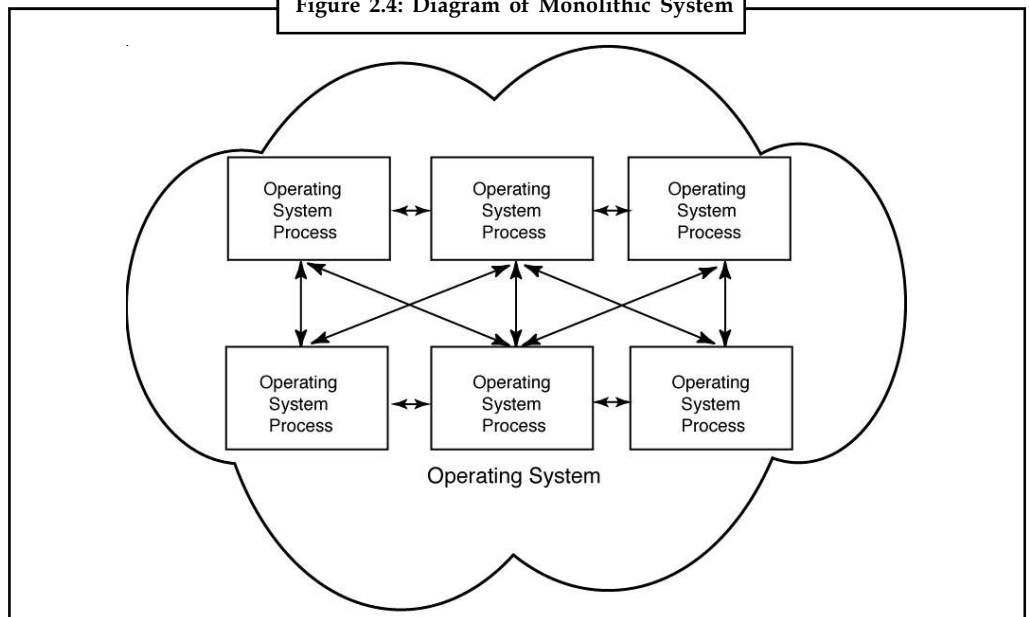 Figure 2.4: Diagram of Monolithic System
Operating
System
Process
Operating
System
Process
Operating
System
Process
Operating
System
Process
Operating
System
Process
Operating
System
Process
Operating System